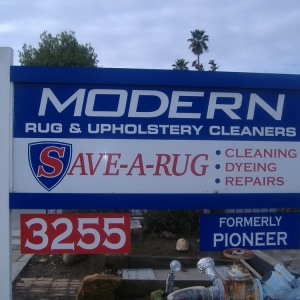 MODERN
RUG & UPHOLSTERY CLEANERS
SAVE-A-RUG
• CLEANING
• DYEING
• REPAIRS
3255
FORMERLY
PIONEER